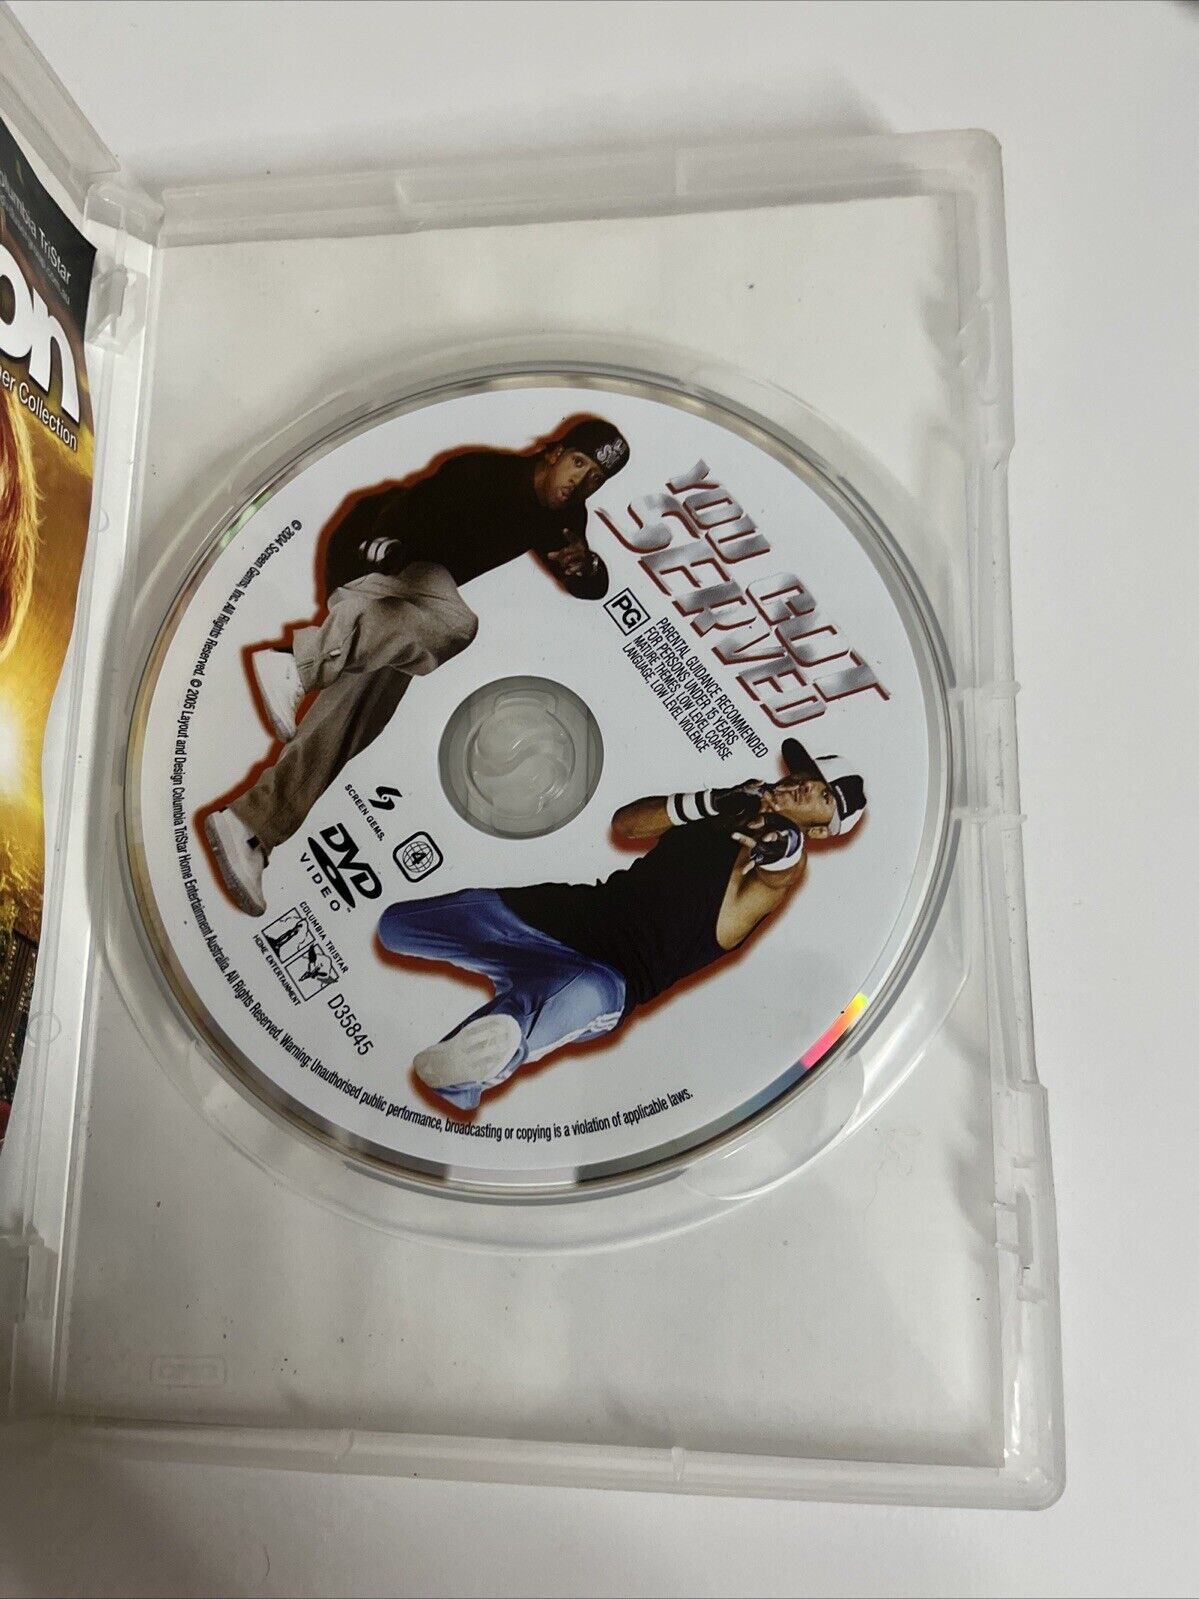 YOU GOT
SERVED
PG
PARENTAL GUIDANCE RECOMMENDED
FOR PERSONS UNDER 15 YEARS
MATURE THEMES, LOW LEVEL COARSE
LANGUAGE, LOW LEVEL VIOLENCE
SCREEN GEMS.
4
DVD
VIDEO ™
COLUMBIA TRISTAR
HOME ENTERTAINMENT
D35845
© 2004 Screen Gems, Inc. All Rights Reserved. © 2005 Layout and Design Columbia TriStar Home Entertainment Australia. All Rights Reserved. Warning: Unauthorised public performance, broadcasting or copying is a violation of applicable laws.
TriStar
on
Collection